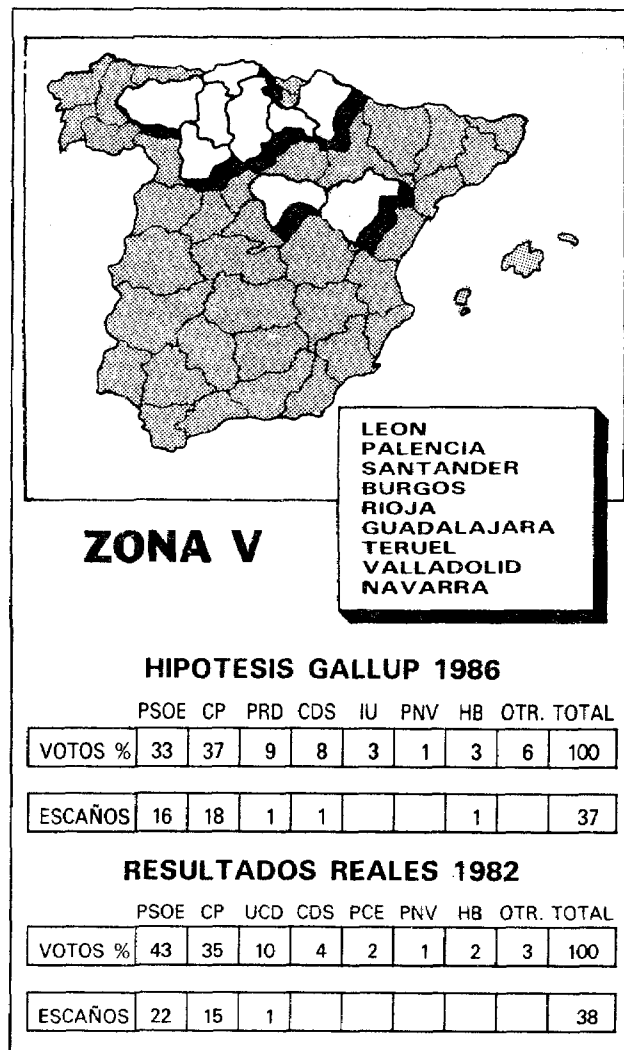 LEON
PALENCIA
SANTANDER
BURGOS
RIOJA
GUADALAJARA
TERUEL
VALLADOLID
NAVARRA
ZONA V
HIPOTESIS GALLUP 1986
PSOE CP PRD CDS IU PNV HB OTR. TOTAL
VOTOS % 33 37 9 8 3 1 3 6 100
ESCAÑOS 16 18 1 1 1 37
RESULTADOS REALES 1982
PSOE CP UCD CDS PCE PNV HB OTR. TOTAL
VOTOS % 43 35 10 4 2 1 2 3 100
ESCAÑOS 22 15 1 38